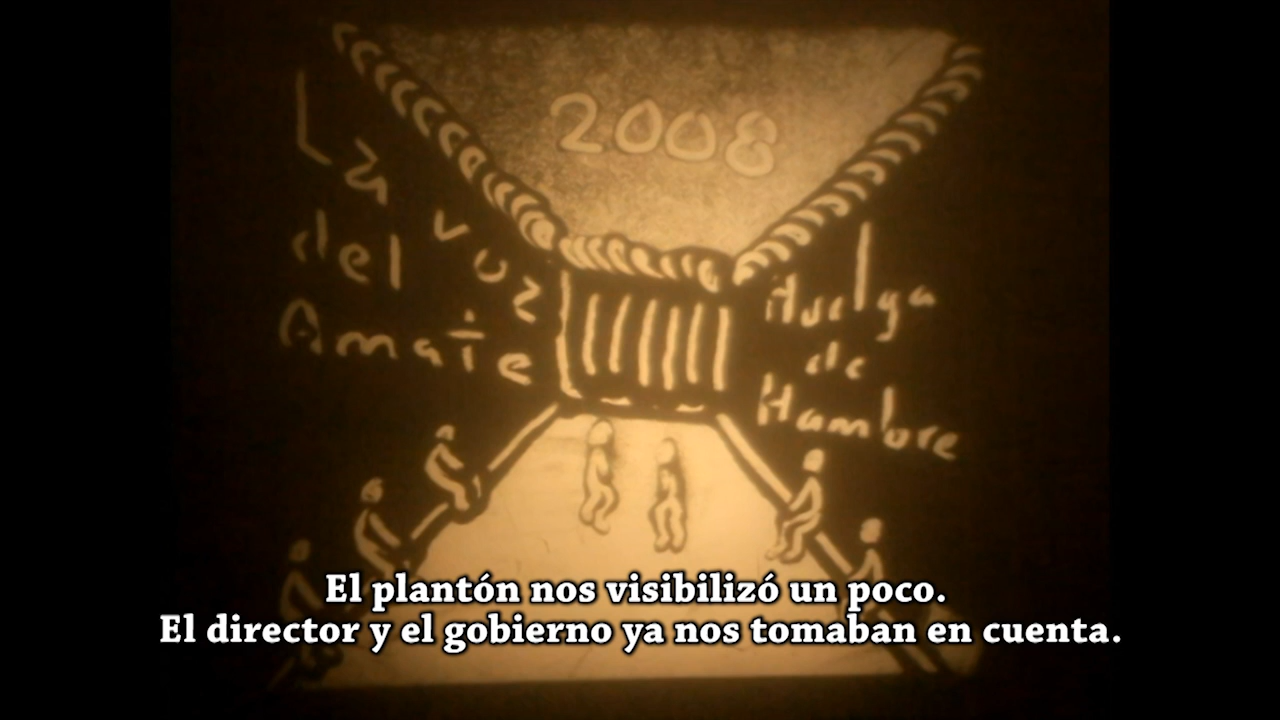 2008
La voz
del
Amate
Huelga
de
Hambre
El plantón nos visibilizó un poco.
El director y el gobierno ya nos tomaban en cuenta.